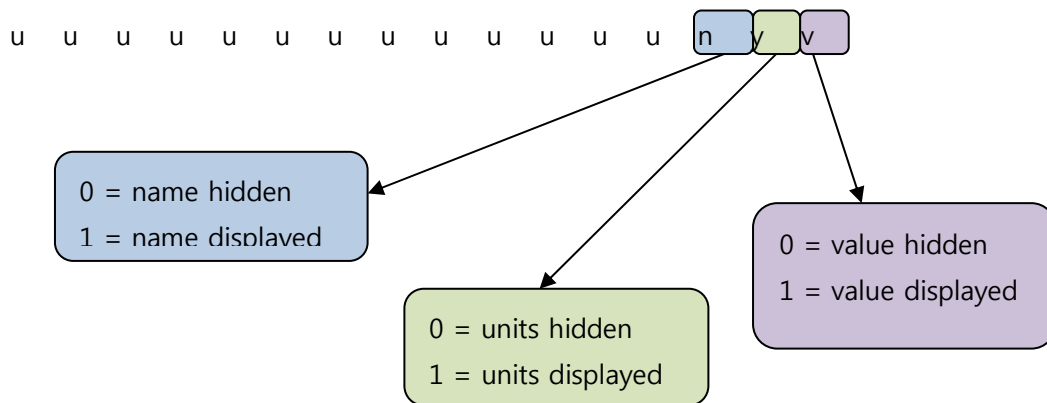 u u u u u u u u u u u u u n y v
0 = name hidden
1 = name displayed
0 = value hidden
1 = value displayed
0 = units hidden
1 = units displayed